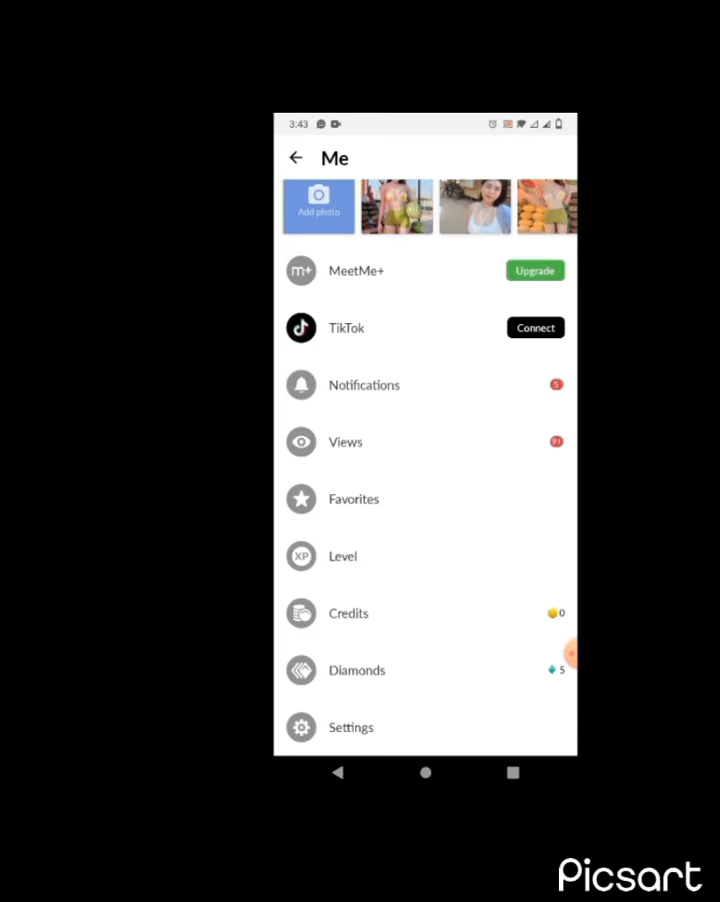 3:43
Me
Add photo
m+ MeetMe+ Upgrade
TikTok Connect
Notifications 5
Views 9+
Favorites
XP Level
Credits 0
Diamonds 5
Settings
Picsart